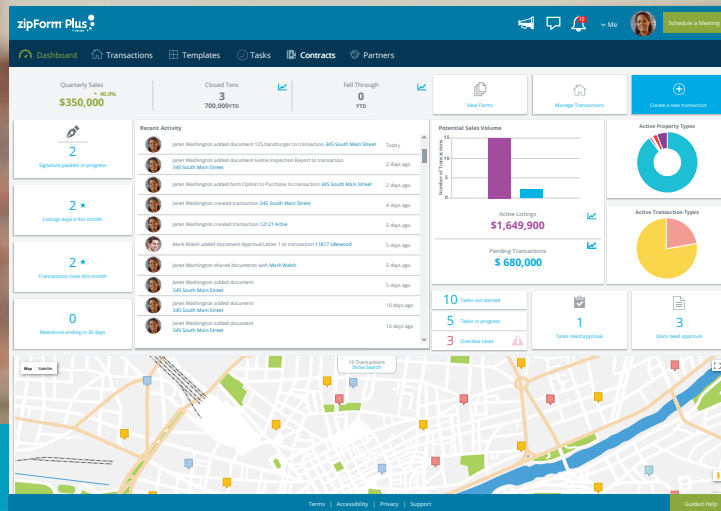 zipForm Plus
10
Me
Schedule a Meeting
Dashboard
Transactions
Templates
Tasks
Contracts
Partners
Quarterly Sales
40.0%
$350,000
Closed Txns
3
700,000YTD
Fell Through
0
YTD
View Forms
Manage Transactions
Create a new transaction
2
Signature packets in progress
2
Listings expire this month
2
Transactions close this month
0
Retentions ending in 30 days
Recent Activity
Janet Washington added document 125 handsburger to transaction 345 South Main Street Today
Janet Washington added document Home Inspection Report to transaction
345 South Main Street 2 days ago
Janet Washington added form Option to Purchase to transaction 345 South Main Street 2 days ago
Janet Washington created transaction 345 South Main Street 4 days ago
Janet Washington created transaction 12121 Arbie 5 days ago
Mark Walsh added document Approval Letter 1 to transaction 11817 Idlewood 5 days ago
Janet Washington shared documents with Mark Walsh 5 days ago
Janet Washington added document
345 South Main Street 5 days ago
Janet Washington added document
345 South Main Street 10 days ago
Janet Washington added document
345 South Main Street 10 days ago
Potential Sales Volume
Number of Transactions
15
10
5
0
Active Listings
$1,649,900
Pending Transactions
$ 680,000
Active Property Types
Active Transaction Types
10 Tasks not started
5 Tasks in progress
3 Overdue tasks
1
Tasks need approval
3
Docs need approval
Map Satellite
10 Transactions
Show Search
Terms | Accessibility | Privacy | Support
Guided Help